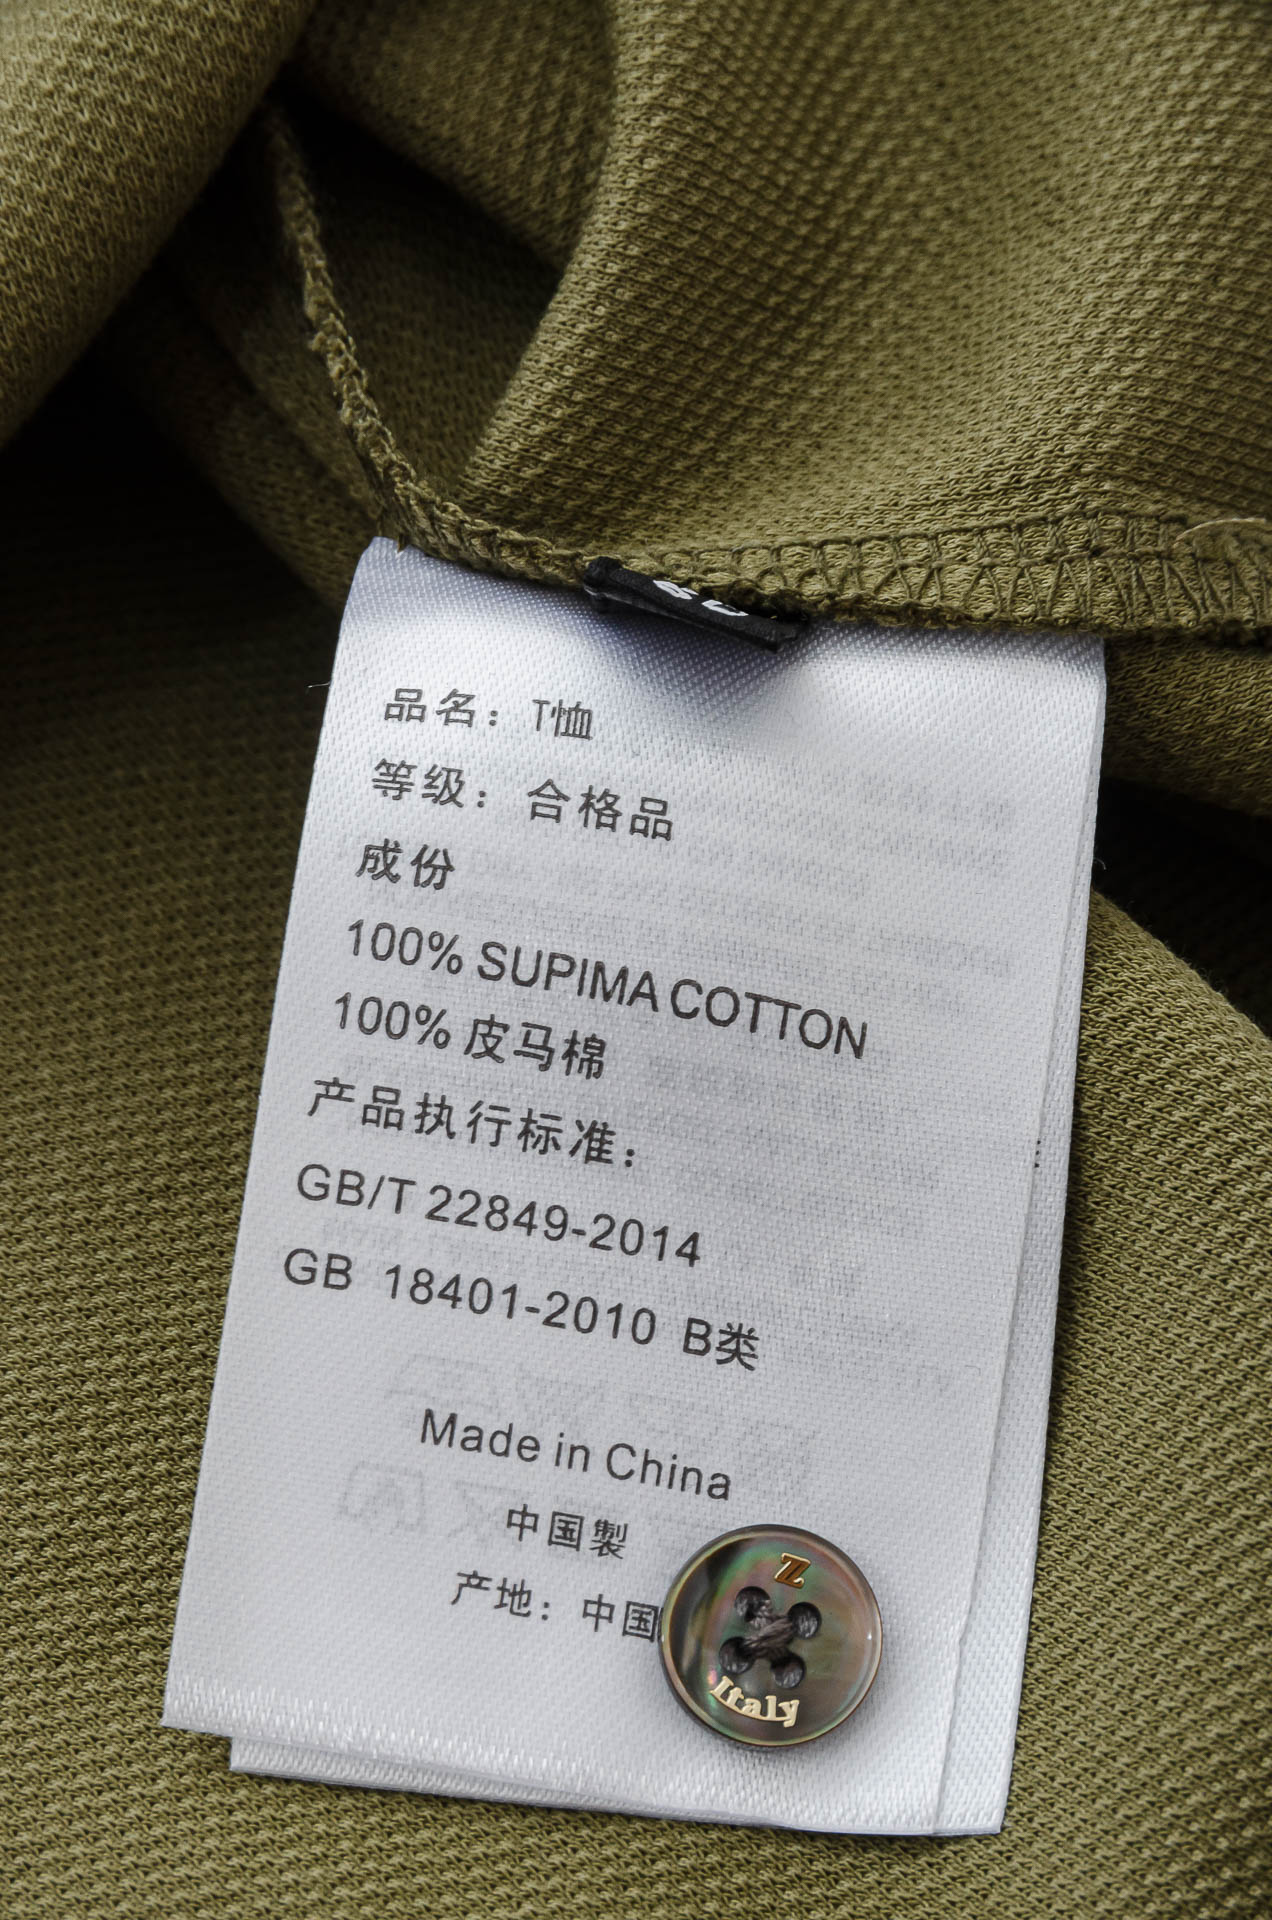 品名：T恤
等级：合格品
成份
100% SUPIMA COTTON
100% 皮马棉
产品执行标准：
GB/T 22849-2014
GB 18401-2010 B类
Made in China
中国製
产地：中国
Z
Italy